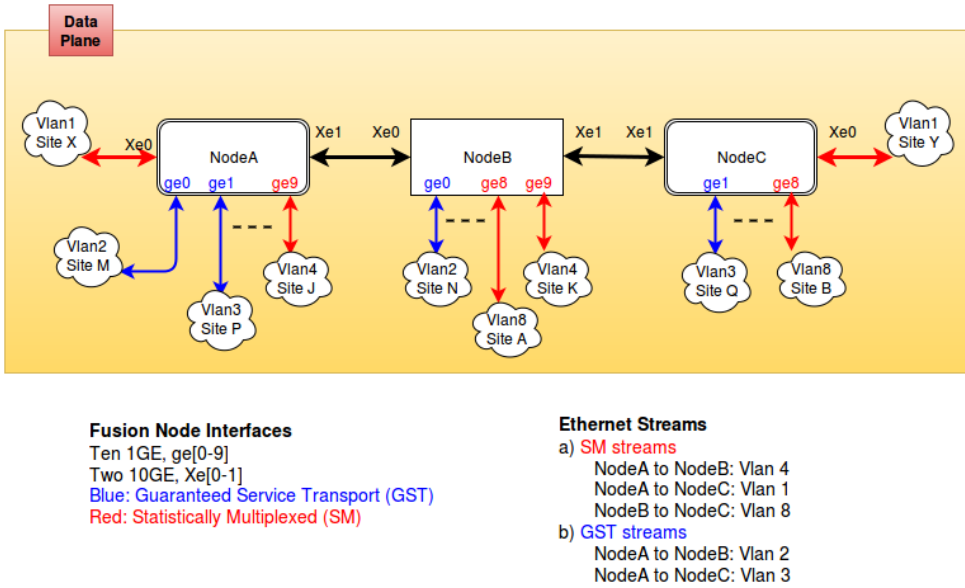 Data
Plane
Vlan1
Site X
Xe0
NodeA
Xe1
Xe0
NodeB
Xe1
Xe1
NodeC
Xe0
Vlan1
Site Y
ge0 ge1 ge9
ge0 ge8 ge9
ge1 ge8
Vlan2
Site M
Vlan3
Site P
Vlan4
Site J
Vlan2
Site N
Vlan8
Site A
Vlan4
Site K
Vlan3
Site Q
Vlan8
Site B
Fusion Node Interfaces
Ten 1GE, ge[0-9]
Two 10GE, Xe[0-1]
Blue: Guaranteed Service Transport (GST)
Red: Statistically Multiplexed (SM)
Ethernet Streams
a) SM streams
NodeA to NodeB: Vlan 4
NodeA to NodeC: Vlan 1
NodeB to NodeC: Vlan 8
b) GST streams
NodeA to NodeB: Vlan 2
NodeA to NodeC: Vlan 3